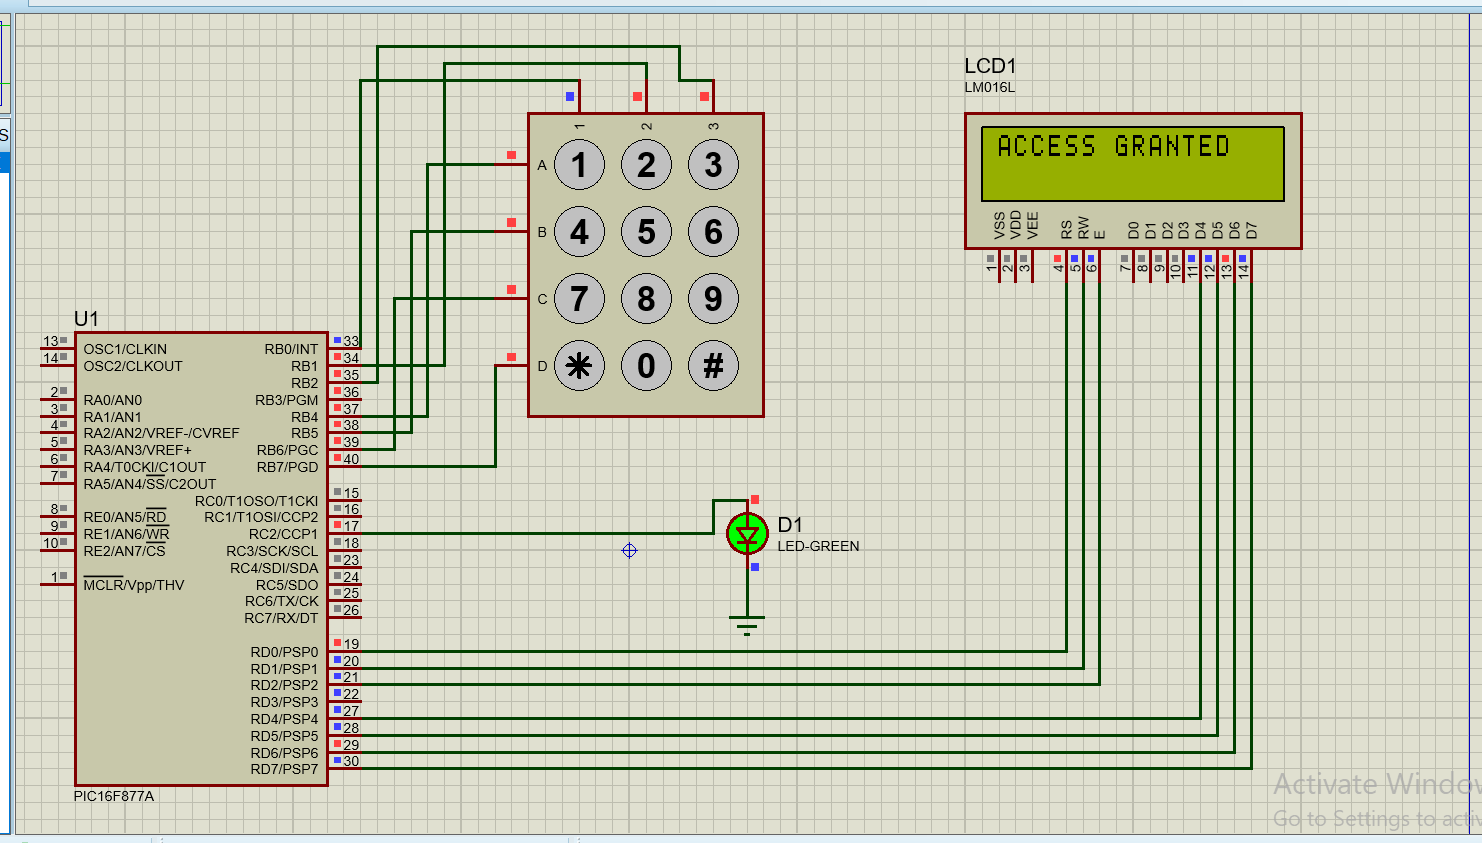 S
LCD1
LM016L
ACCESS GRANTED
VSS VDD VEE RS RW E D0 D1 D2 D3 D4 D5 D6 D7
1 2 3 4 5 6 7 8 9 10 11 12 13 14
1 2 3
A 1 2 3
B 4 5 6
C 7 8 9
D * 0 #
U1
13 OSC1/CLKIN RB0/INT 33
14 OSC2/CLKOUT RB1 34
RB2 35
2 RA0/AN0 RB3/PGM 36
3 RA1/AN1 RB4 37
4 RA2/AN2/VREF-/CVREF RB5 38
5 RA3/AN3/VREF+ RB6/PGC 39
6 RA4/T0CKI/C1OUT RB7/PGD 40
7 RA5/AN4/SS/C2OUT
RC0/T1OSO/T1CKI 15
8 RE0/AN5/RD RC1/T1OSI/CCP2 16
9 RE1/AN6/WR RC2/CCP1 17
10 RE2/AN7/CS RC3/SCK/SCL 18
RC4/SDI/SDA 23
1 MCLR/Vpp/THV RC5/SDO 24
RC6/TX/CK 25
RC7/RX/DT 26
RD0/PSP0 19
RD1/PSP1 20
RD2/PSP2 21
RD3/PSP3 22
RD4/PSP4 27
RD5/PSP5 28
RD6/PSP6 29
RD7/PSP7 30
PIC16F877A
D1
LED-GREEN
Activate Window
Go to Settings to activ